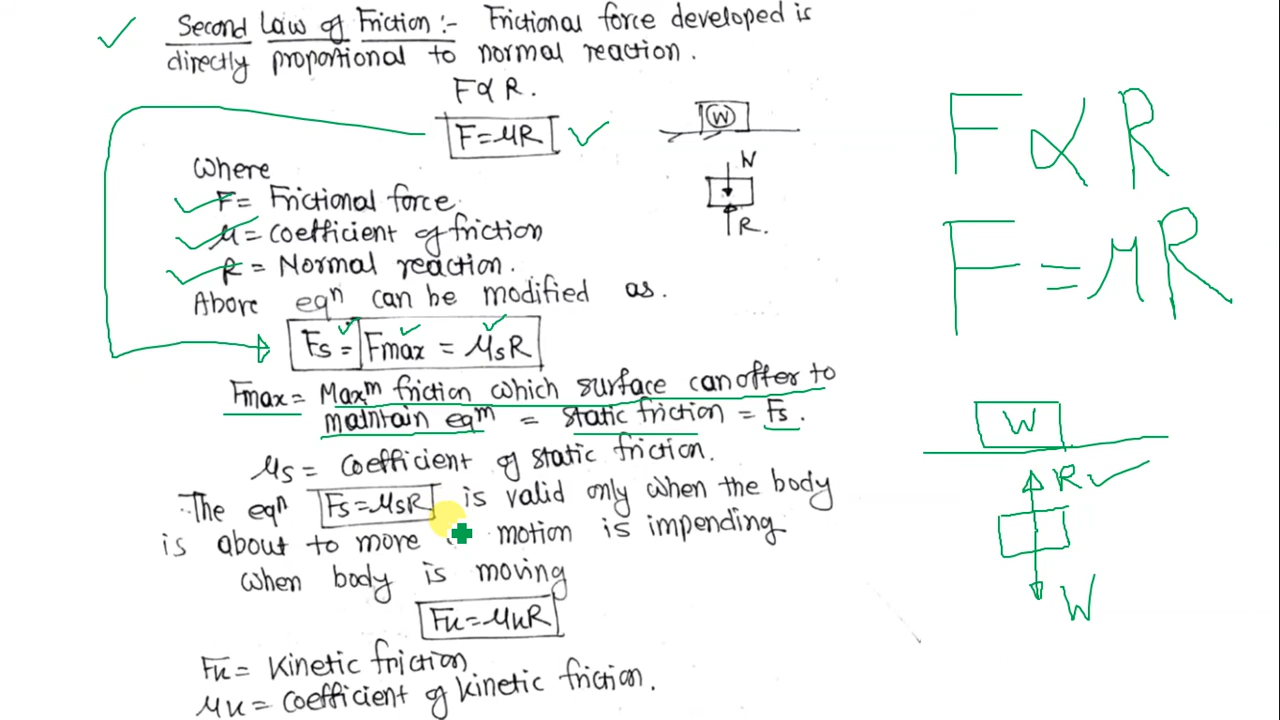 Second Law of Friction :- Frictional force developed is
directly proportional to normal reaction.
F ∝ R.
F = μR
Where
F = Frictional force.
μ = coefficient of friction
R = Normal reaction.
Above eqⁿ can be modified as.
Fs = Fmax = μsR
Fmax = Maxᵐ friction which surface can offer to
maintain eqᵐ = static friction = Fs.
μs = coefficient of static friction.
∴ The eqⁿ Fs = μsR is valid only when the body
is about to more motion is impending
When body is moving
Fk = μkR
Fk = Kinetic friction
μk = Coefficient of kinetic friction.
W
W
R.
F ∝ R
F = μR
W
R
W